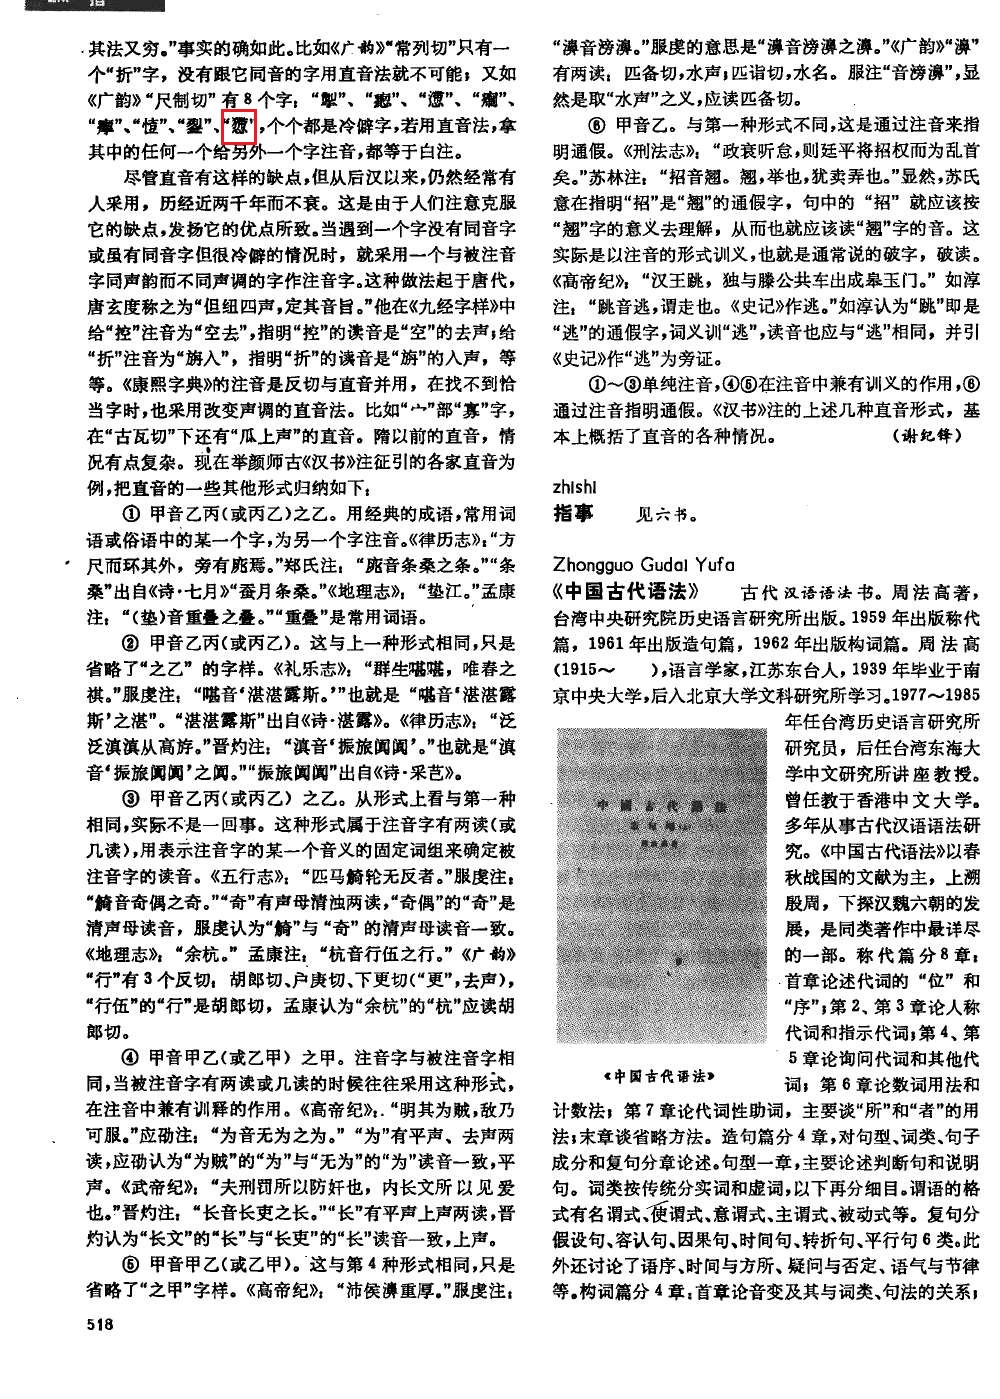 其法又穷。”事实的确如此。比如《广韵》“常列切”只有一
个“折”字，没有跟它同音的字用直音法就不可能；又如
《广韵》“尺制切”有8个字：“掣”、“瘛”、
个个都是冷僻字，若用直音法，拿
其中的任何一个给另外一个字注音，都等于白注。
尽管直音有这样的缺点，但从后汉以来，仍然经常有
人采用，历经近两千年而不衰。这是由于人们注意克服
它的缺点，发扬它的优点所致。当遇到一个字没有同音字
或虽有同音字但很冷僻的情况时，就采用一个与被注音
字同声韵而不同声调的字作注音字。这种做法起于唐代，
唐玄度称之为“但纽四声，定其音旨。”他在《九经字样》中
给“控”注音为“空去”，指明“控”的读音是“空”的去声；给
“折”注音为“旃入”，指明“折”的读音是“旃”的入声，等
等。《康熙字典》的注音是反切与直音并用，在找不到恰
当字时，也采用改变声调的直音法。比如“宀”部“寡”字，
在“古瓦切”下还有“瓜上声”的直音。隋以前的直音，情
况有点复杂。现在举颜师古《汉书》注征引的各家直音为
例，把直音的一些其他形式归纳如下：
① 甲音乙丙（或丙乙）之乙。用经典的成语，常用词
语或俗语中的某一个字，为另一个字注音。《律历志》：“方
尺而圜其外，旁有庣焉。”郑氏注：“庣音条桑之条。”“条
桑”出自《诗·七月》“蚕月条桑。”《地理志》：“垫江。”孟康
注：“（垫）音重叠之叠。”“重叠”是常用词语。
② 甲音乙丙（或丙乙）。这与上一种形式相同，只是
省略了“之乙”的字样。《礼乐志》：“群生啿啿，唯春之
祺。”服虔注：“啿音‘湛湛露斯。’”也就是“啿音‘湛湛露
斯’之湛”。“湛湛露斯”出自《诗·湛露》。《律历志》：“泛
泛滇滇从高斿。”晋灼注：“滇音‘振旅阗阗’。”也就是“滇
音‘振旅阗阗’之阗。”“振旅阗阗”出自《诗·采芑》。
③ 甲音乙丙（或丙乙）之乙。从形式上看与第一种
相同，实际不是一回事。这种形式属于注音字有两读（或
几读），用表示注音字的某一个音义的固定词组来确定被
注音字的读音。《五行志》：“匹马觭轮无反者。”服虔注：
“觭音奇偶之奇。”“奇”有声母清浊两读，“奇偶”的“奇”是
清声母读音，服虔认为“觭”与“奇”的清声母读音一致。
《地理志》：“余杭。”孟康注：“杭音行伍之行。”《广韵》
“行”有3个反切：胡郎切、户庚切、下更切（“更”，去声），
“行伍”的“行”是胡郎切，孟康认为“余杭”的“杭”应读胡
郎切。
④ 甲音甲乙（或乙甲）之甲。注音字与被注音字相
同，当被注音字有两读或几读的时候往往采用这种形式，
在注音中兼有训释的作用。《高帝纪》：“明其为贼，敌乃
可服。”应劭注：“为音无为之为。”“为”有平声、去声两
读，应劭认为“为贼”的“为”与“无为”的“为”读音一致，平
声。《武帝纪》：“夫刑罚所以防奸也，内长文所以见爱
也。”晋灼注：“长音长吏之长。”“长”有平声上声两读，晋
灼认为“长文”的“长”与“长吏”的“长”读音一致，上声。
⑤ 甲音甲乙（或乙甲）。这与第4种形式相同，只是
省略了“之甲”字样。《高帝纪》：“沛侯濞重厚。”服虔注：
518
“濞音滂濞。”服虔的意思是“濞音滂濞之濞。”《广韵》“濞”
有两读：匹备切，水声；匹诣切，水名。服注“音滂濞”，显
然是取“水声”之义，应读匹备切。
⑥ 甲音乙。与第一种形式不同，这是通过注音来指
明通假。《刑法志》：“政衰听怠，则廷平将招权而为乱首
矣。”苏林注：“招音翘。翘，举也，犹卖弄也。”显然，苏氏
意在指明“招”是“翘”的通假字，句中的“招”就应该按
“翘”字的意义去理解，从而也就应该读“翘”字的音。这
实际是以注音的形式训义，也就是通常说的破字，破读。
《高帝纪》：“汉王跳，独与滕公共车出成皋玉门。”如淳
注：“跳音逃，谓走也。《史记》作逃。”如淳认为“跳”即是
“逃”的通假字，词义训“逃”，读音也应与“逃”相同，并引
《史记》作“逃”为旁证。
①～③单纯注音，④⑤在注音中兼有训义的作用，⑥
通过注音指明通假。《汉书》注的上述几种直音形式，基
本上概括了直音的各种情况。（谢纪锋）
zhishi
指事 见六书。
Zhongguo Gudai Yufa
《中国古代语法》 古代汉语语法书。周法高著，
台湾中央研究院历史语言研究所出版。1959年出版称代
篇，1961年出版造句篇，1962年出版构词篇。周法高
（1915～ ），语言学家，江苏东台人，1939年毕业于南
京中央大学，后入北京大学文科研究所学习。1977～1985
年任台湾历史语言研究所
研究员，后任台湾东海大
学中文研究所讲座教授。
曾任教于香港中文大学。
多年从事古代汉语语法研
究。《中国古代语法》以春
秋战国的文献为主，上溯
殷周，下探汉魏六朝的发
展，是同类著作中最详尽
的一部。称代篇分8章：
首章论述代词的“位”和
“序”；第2、第3章论人称
代词和指示代词；第4、第
5章论询问代词和其他代
词；第6章论数词用法和
中國古代語法
《中国古代语法》
计数法；第7章论代词性助词，主要谈“所”和“者”的用
法；末章谈省略方法。造句篇分4章，对句型、词类、句子
成分和复句分章论述。句型一章，主要论述判断句和说明
句。词类按传统分实词和虚词，以下再分细目。谓语的格
式有名谓式、使谓式、意谓式、主谓式、被动式等。复句分
假设句、容认句、因果句、时间句、转折句、平行句6类。此
外还讨论了语序、时间与方所、疑问与否定、语气与节律
等。构词篇分4章：首章论音变及其与词类、句法的关系；